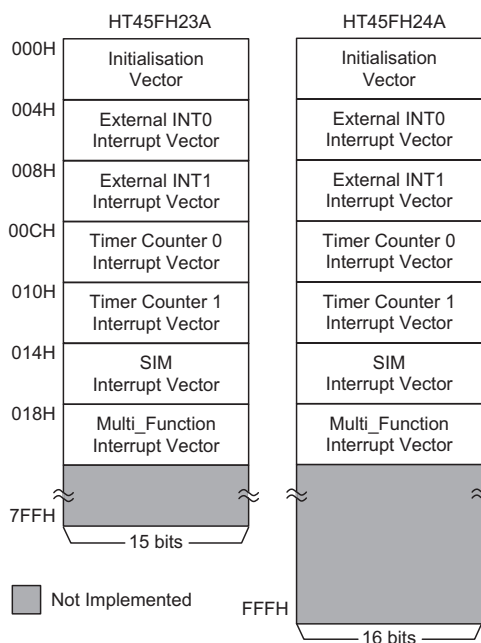 HT45FH23A
HT45FH24A
000H
Initialisation
Vector
Initialisation
Vector
004H
External INT0
Interrupt Vector
External INT0
Interrupt Vector
008H
External INT1
Interrupt Vector
External INT1
Interrupt Vector
00CH
Timer Counter 0
Interrupt Vector
Timer Counter 0
Interrupt Vector
010H
Timer Counter 1
Interrupt Vector
Timer Counter 1
Interrupt Vector
014H
SIM
Interrupt Vector
SIM
Interrupt Vector
018H
Multi_Function
Interrupt Vector
Multi_Function
Interrupt Vector
7FFH
15 bits
Not Implemented
FFFH
16 bits